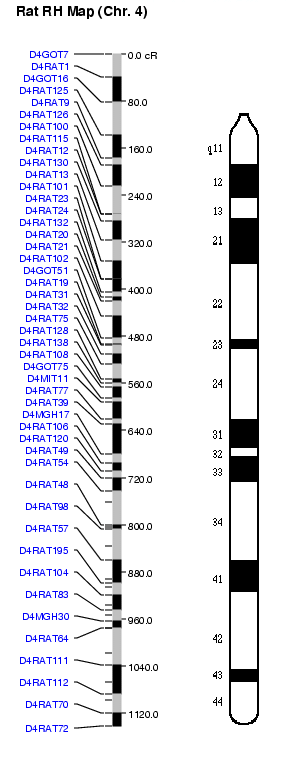 Rat RH Map (Chr. 4)
D4GOT7
D4RAT1
D4GOT16
D4RAT125
D4RAT9
D4RAT126
D4RAT100
D4RAT115
D4RAT12
D4RAT130
D4RAT13
D4RAT101
D4RAT23
D4RAT24
D4RAT132
D4RAT20
D4RAT21
D4RAT102
D4GOT51
D4RAT19
D4RAT31
D4RAT32
D4RAT75
D4RAT128
D4RAT138
D4RAT108
D4GOT75
D4MIT11
D4RAT77
D4RAT39
D4MGH17
D4RAT106
D4RAT120
D4RAT49
D4RAT54
D4RAT48
D4RAT98
D4RAT57
D4RAT195
D4RAT104
D4RAT83
D4MGH30
D4RAT64
D4RAT111
D4RAT112
D4RAT70
D4RAT72
0.0 cR
80.0
160.0
240.0
320.0
400.0
480.0
560.0
640.0
720.0
800.0
880.0
960.0
1040.0
1120.0
q11
12
13
21
22
23
24
31
32
33
34
41
42
43
44